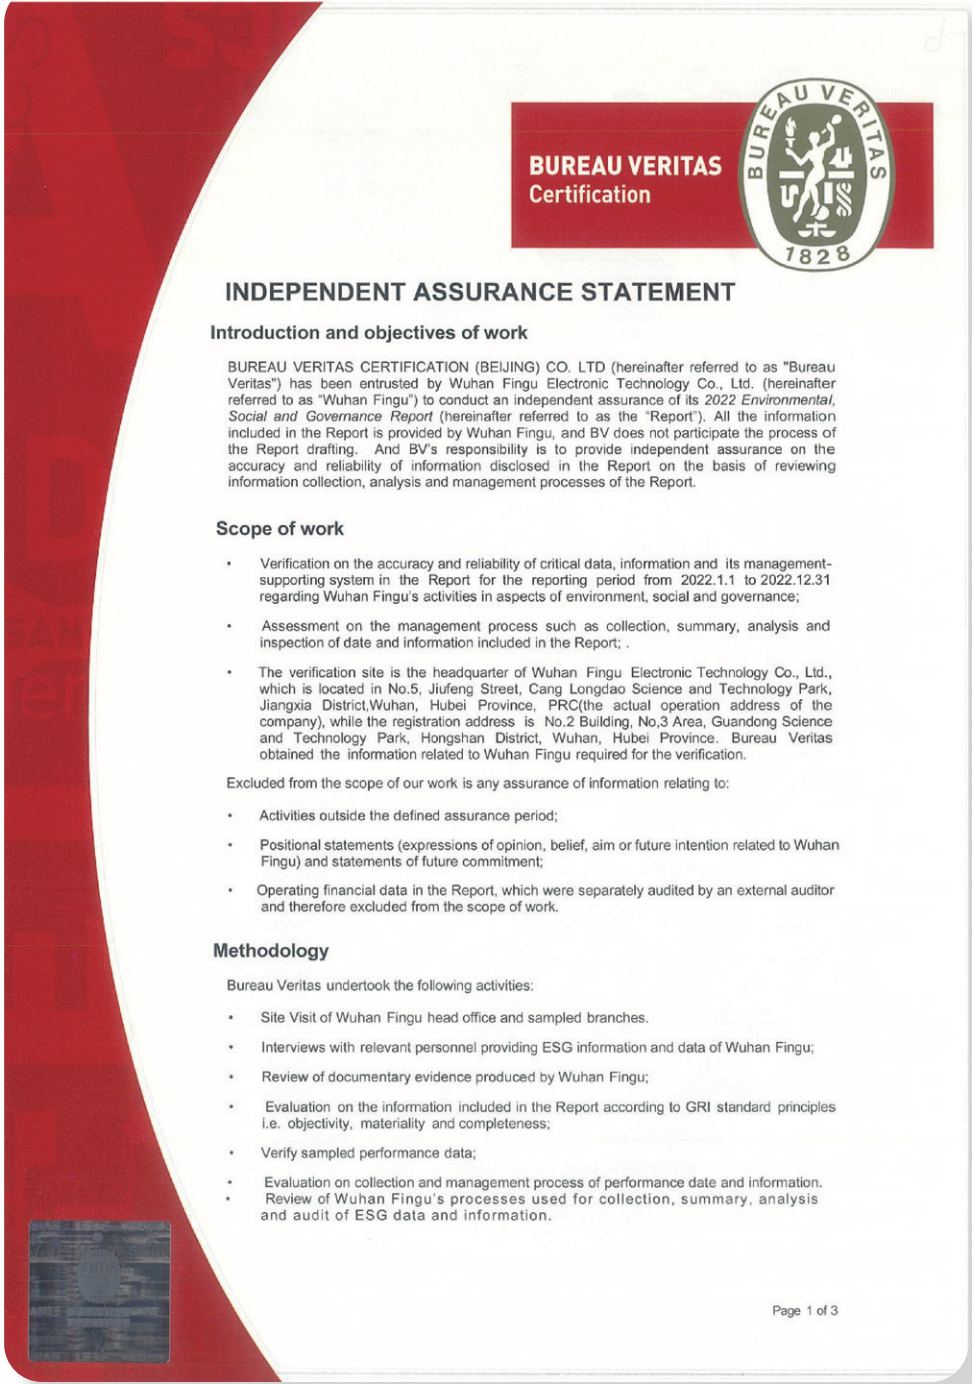 BUREAU VERITAS
Certification
BUREAU VERITAS
1828
INDEPENDENT ASSURANCE STATEMENT
Introduction and objectives of work
BUREAU VERITAS CERTIFICATION (BEIJING) CO. LTD (hereinafter referred to as "Bureau
Veritas") has been entrusted by Wuhan Fingu Electronic Technology Co., Ltd. (hereinafter
referred to as "Wuhan Fingu") to conduct an independent assurance of its 2022 Environmental,
Social and Governance Report (hereinafter referred to as the "Report"). All the information
included in the Report is provided by Wuhan Fingu, and BV does not participate the process of
the Report drafting. And BV's responsibility is to provide independent assurance on the
accuracy and reliability of information disclosed in the Report on the basis of reviewing
information collection, analysis and management processes of the Report.
Scope of work
• Verification on the accuracy and reliability of critical data, information and its management-
supporting system in the Report for the reporting period from 2022.1.1 to 2022.12.31
regarding Wuhan Fingu's activities in aspects of environment, social and governance;
• Assessment on the management process such as collection, summary, analysis and
inspection of date and information included in the Report; .
• The verification site is the headquarter of Wuhan Fingu Electronic Technology Co., Ltd.,
which is located in No.5, Jiufeng Street, Cang Longdao Science and Technology Park,
Jiangxia District,Wuhan, Hubei Province, PRC(the actual operation address of the
company), while the registration address is No.2 Building, No,3 Area, Guandong Science
and Technology Park, Hongshan District, Wuhan, Hubei Province. Bureau Veritas
obtained the information related to Wuhan Fingu required for the verification.
Excluded from the scope of our work is any assurance of information relating to:
• Activities outside the defined assurance period;
• Positional statements (expressions of opinion, belief, aim or future intention related to Wuhan
Fingu) and statements of future commitment;
• Operating financial data in the Report, which were separately audited by an external auditor
and therefore excluded from the scope of work.
Methodology
Bureau Veritas undertook the following activities:
• Site Visit of Wuhan Fingu head office and sampled branches.
• Interviews with relevant personnel providing ESG information and data of Wuhan Fingu;
• Review of documentary evidence produced by Wuhan Fingu;
• Evaluation on the information included in the Report according to GRI standard principles
i.e. objectivity, materiality and completeness;
• Verify sampled performance data;
• Evaluation on collection and management process of performance date and information.
• Review of Wuhan Fingu's processes used for collection, summary, analysis
and audit of ESG data and information.
Page 1 of 3